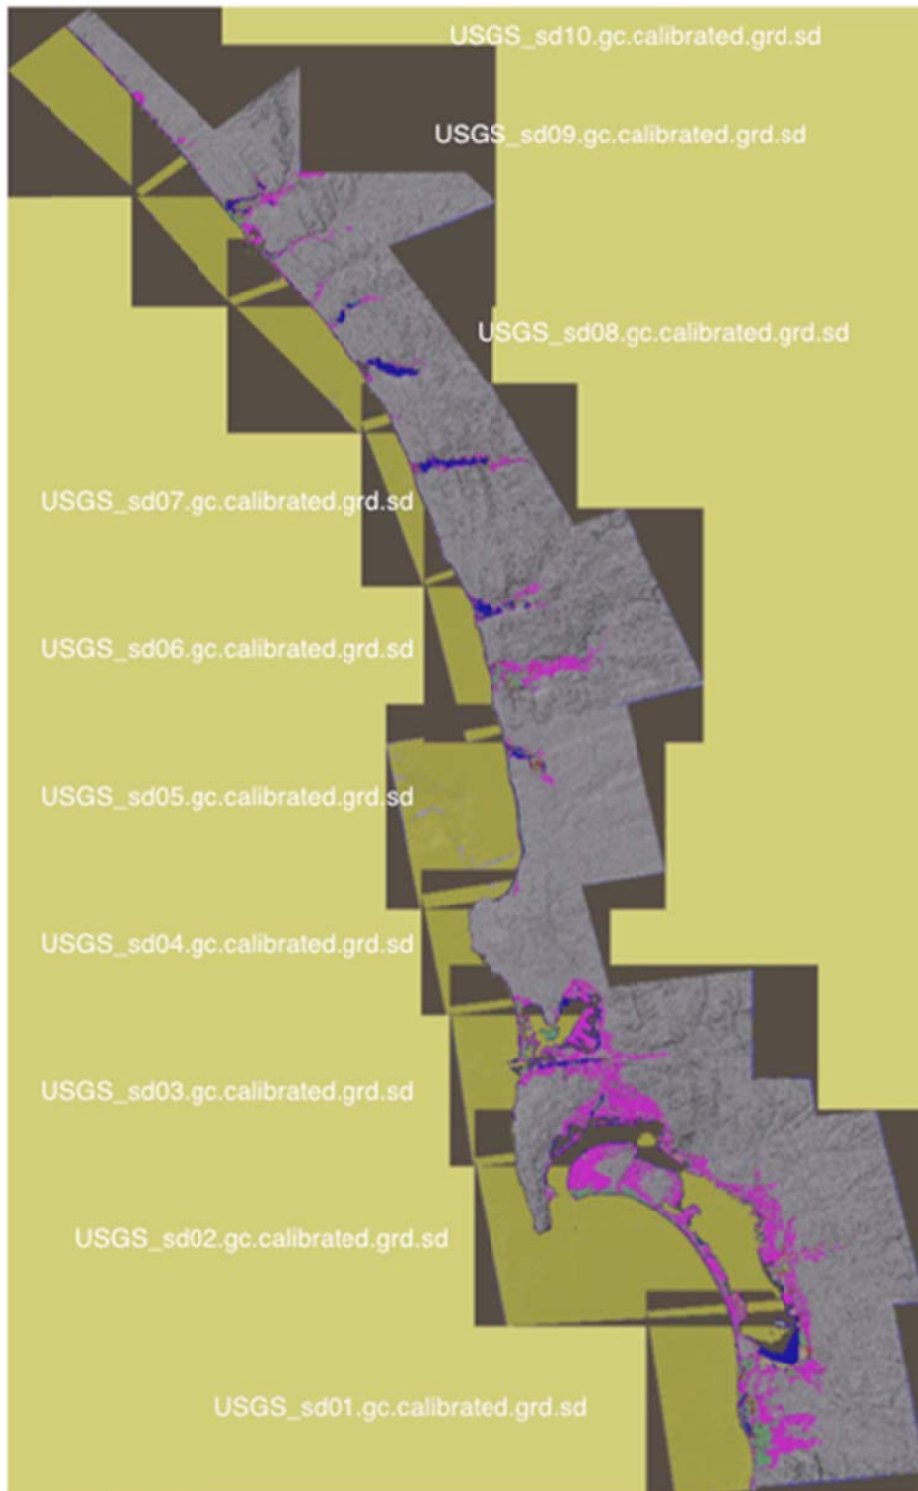 USGS_sd10.gc.calibrated.grd.sd
USGS_sd09.gc.calibrated.grd.sd
USGS_sd08.gc.calibrated.grd.sd
USGS_sd07.gc.calibrated.grd.sd
USGS_sd06.gc.calibrated.grd.sd
USGS_sd05.gc.calibrated.grd.sd
USGS_sd04.gc.calibrated.grd.sd
USGS_sd03.gc.calibrated.grd.sd
USGS_sd02.gc.calibrated.grd.sd
USGS_sd01.gc.calibrated.grd.sd